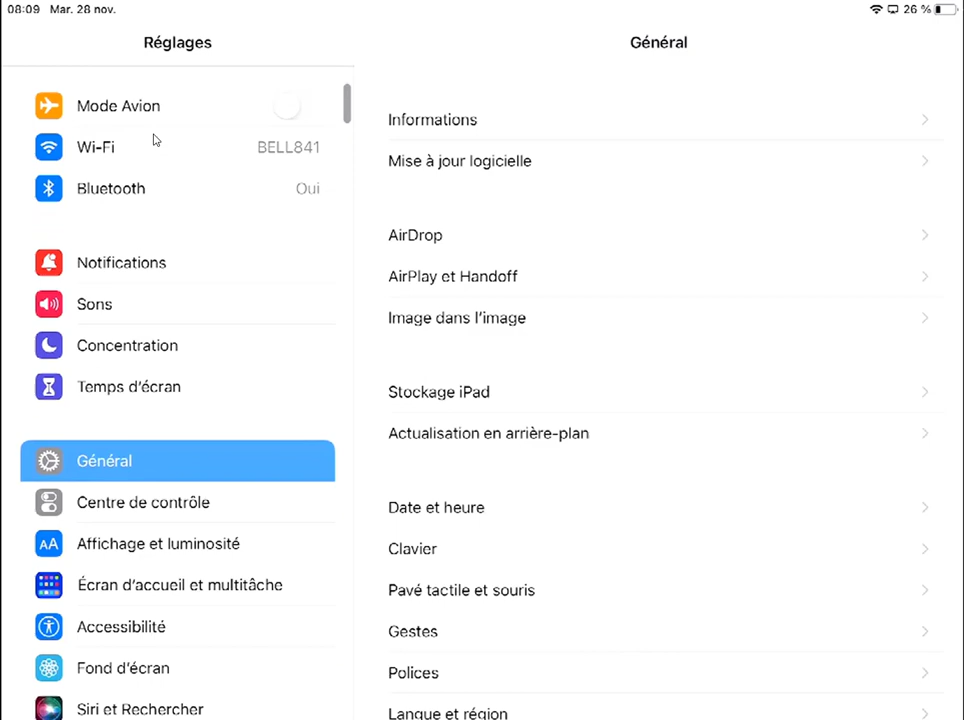 08:09 Mar. 28 nov.
26 %
Réglages
Mode Avion
Wi-Fi BELL841
Bluetooth Oui
Notifications
Sons
Concentration
Temps d'écran
Général
Centre de contrôle
Affichage et luminosité
Écran d'accueil et multitâche
Accessibilité
Fond d'écran
Siri et Rechercher
Général
Informations
Mise à jour logicielle
AirDrop
AirPlay et Handoff
Image dans l'image
Stockage iPad
Actualisation en arrière-plan
Date et heure
Clavier
Pavé tactile et souris
Gestes
Polices
Langue et région